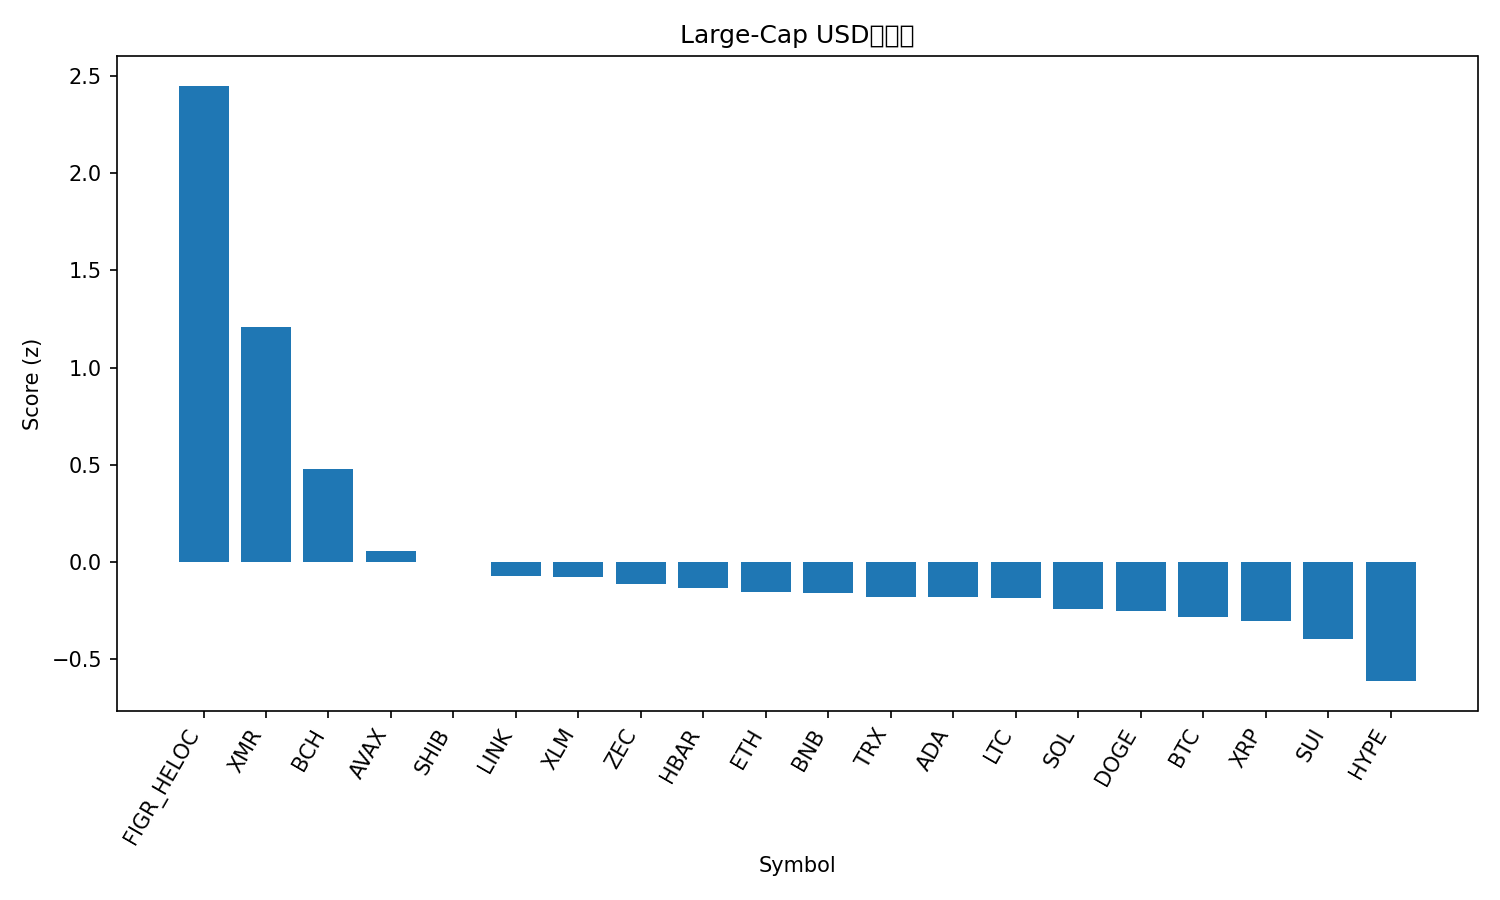 Large-Cap USD
2.5
2.0
1.5
1.0
0.5
0.0
−0.5
Score (z)
FIGR_HELOC
XMR
BCH
AVAX
SHIB
LINK
XLM
ZEC
HBAR
ETH
BNB
TRX
ADA
LTC
SOL
DOGE
BTC
XRP
SUI
HYPE
Symbol